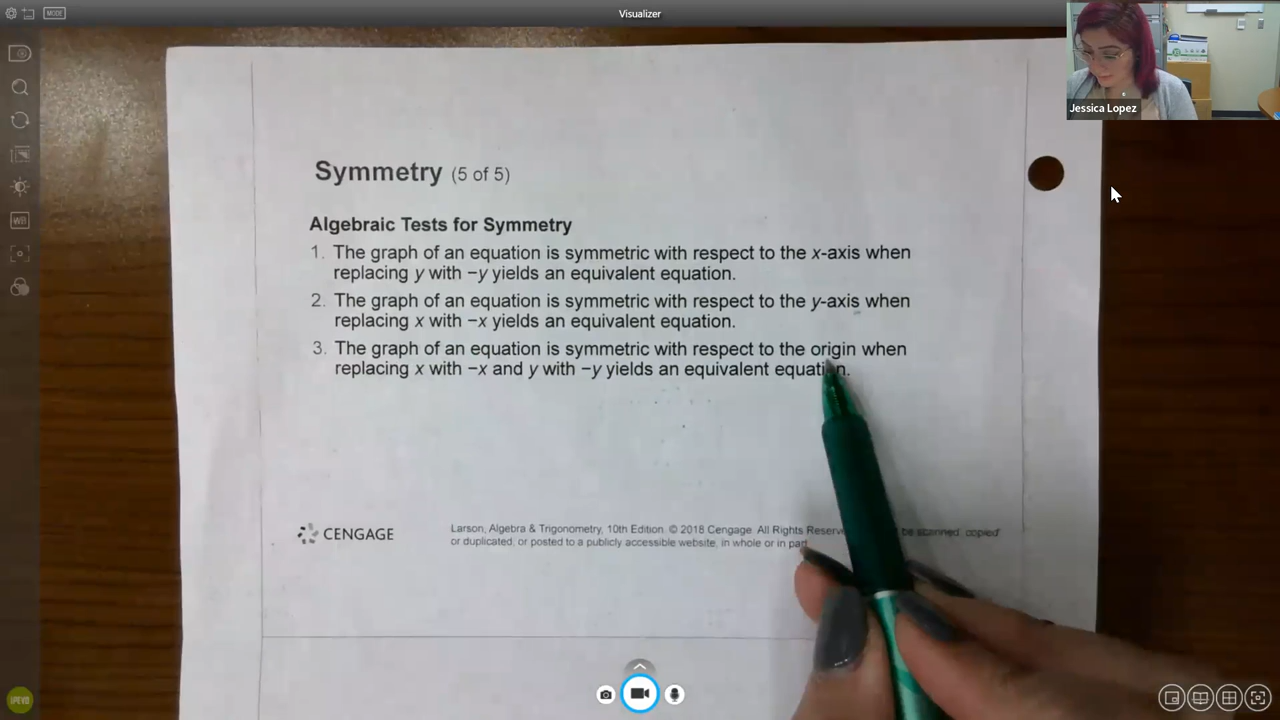 Visualizer
MODE
Jessica Lopez
Symmetry (5 of 5)
Algebraic Tests for Symmetry
1. The graph of an equation is symmetric with respect to the x-axis when
replacing y with −y yields an equivalent equation.
2. The graph of an equation is symmetric with respect to the y-axis when
replacing x with −x yields an equivalent equation.
3. The graph of an equation is symmetric with respect to the origin when
replacing x with −x and y with −y yields an equivalent equation.
CENGAGE
Larson, Algebra & Trigonometry, 10th Edition. © 2018 Cengage. All Rights be scanned, copied
or duplicated, or posted to a publicly accessible website, in whole or in part
WB
IPEVO